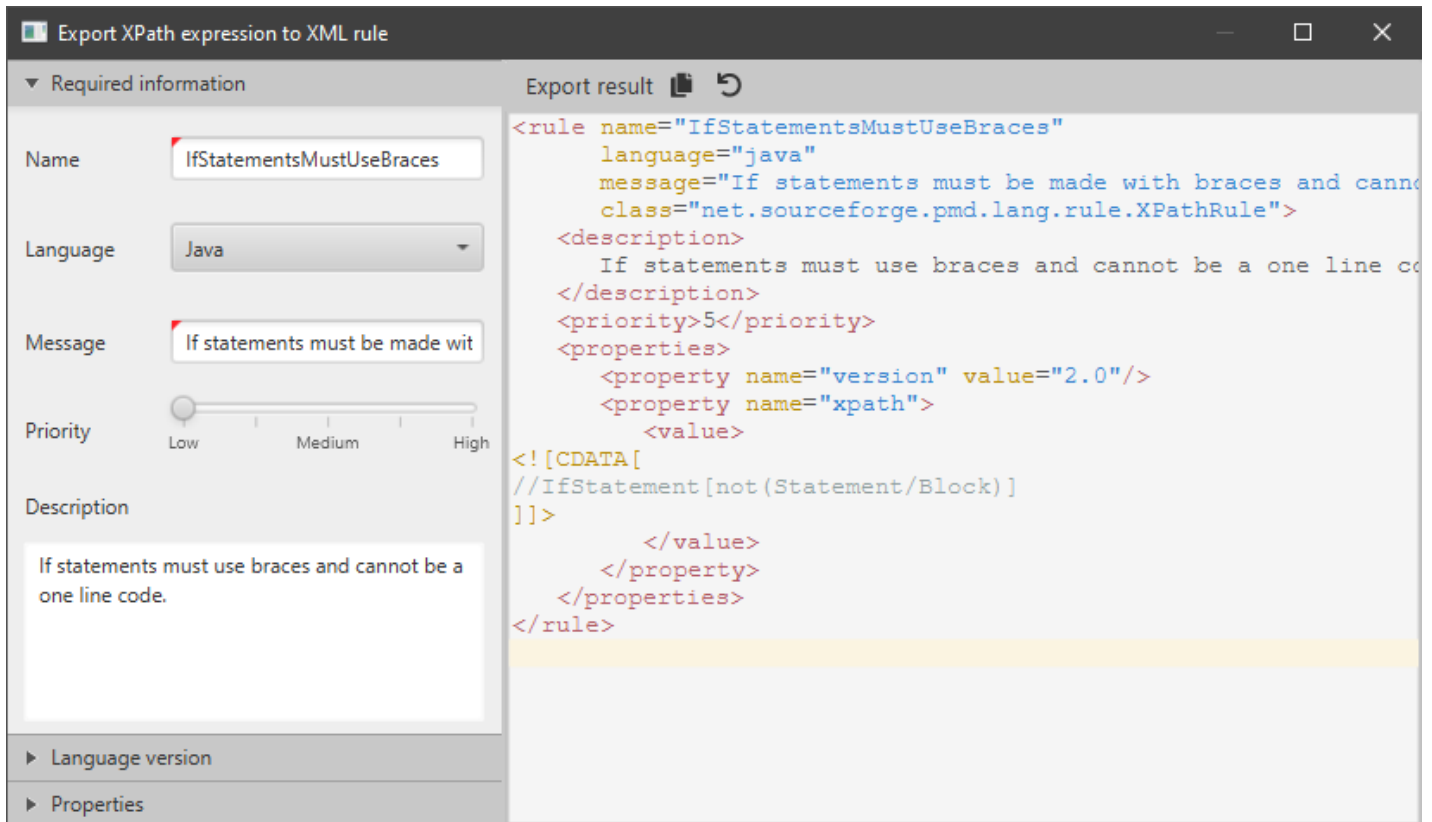 Export XPath expression to XML rule
Required information
Name
IfStatementsMustUseBraces
Language
Java
Message
If statements must be made wit
Priority
Low
Medium
High
Description
If statements must use braces and cannot be a
one line code.
Language version
Properties
Export result
<rule name="IfStatementsMustUseBraces"
language="java"
message="If statements must be made with braces and canno
class="net.sourceforge.pmd.lang.rule.XPathRule">
<description>
If statements must use braces and cannot be a one line co
</description>
<priority>5</priority>
<properties>
<property name="version" value="2.0"/>
<property name="xpath">
<value>
<![CDATA[
//IfStatement[not(Statement/Block)]
]]>
</value>
</property>
</properties>
</rule>